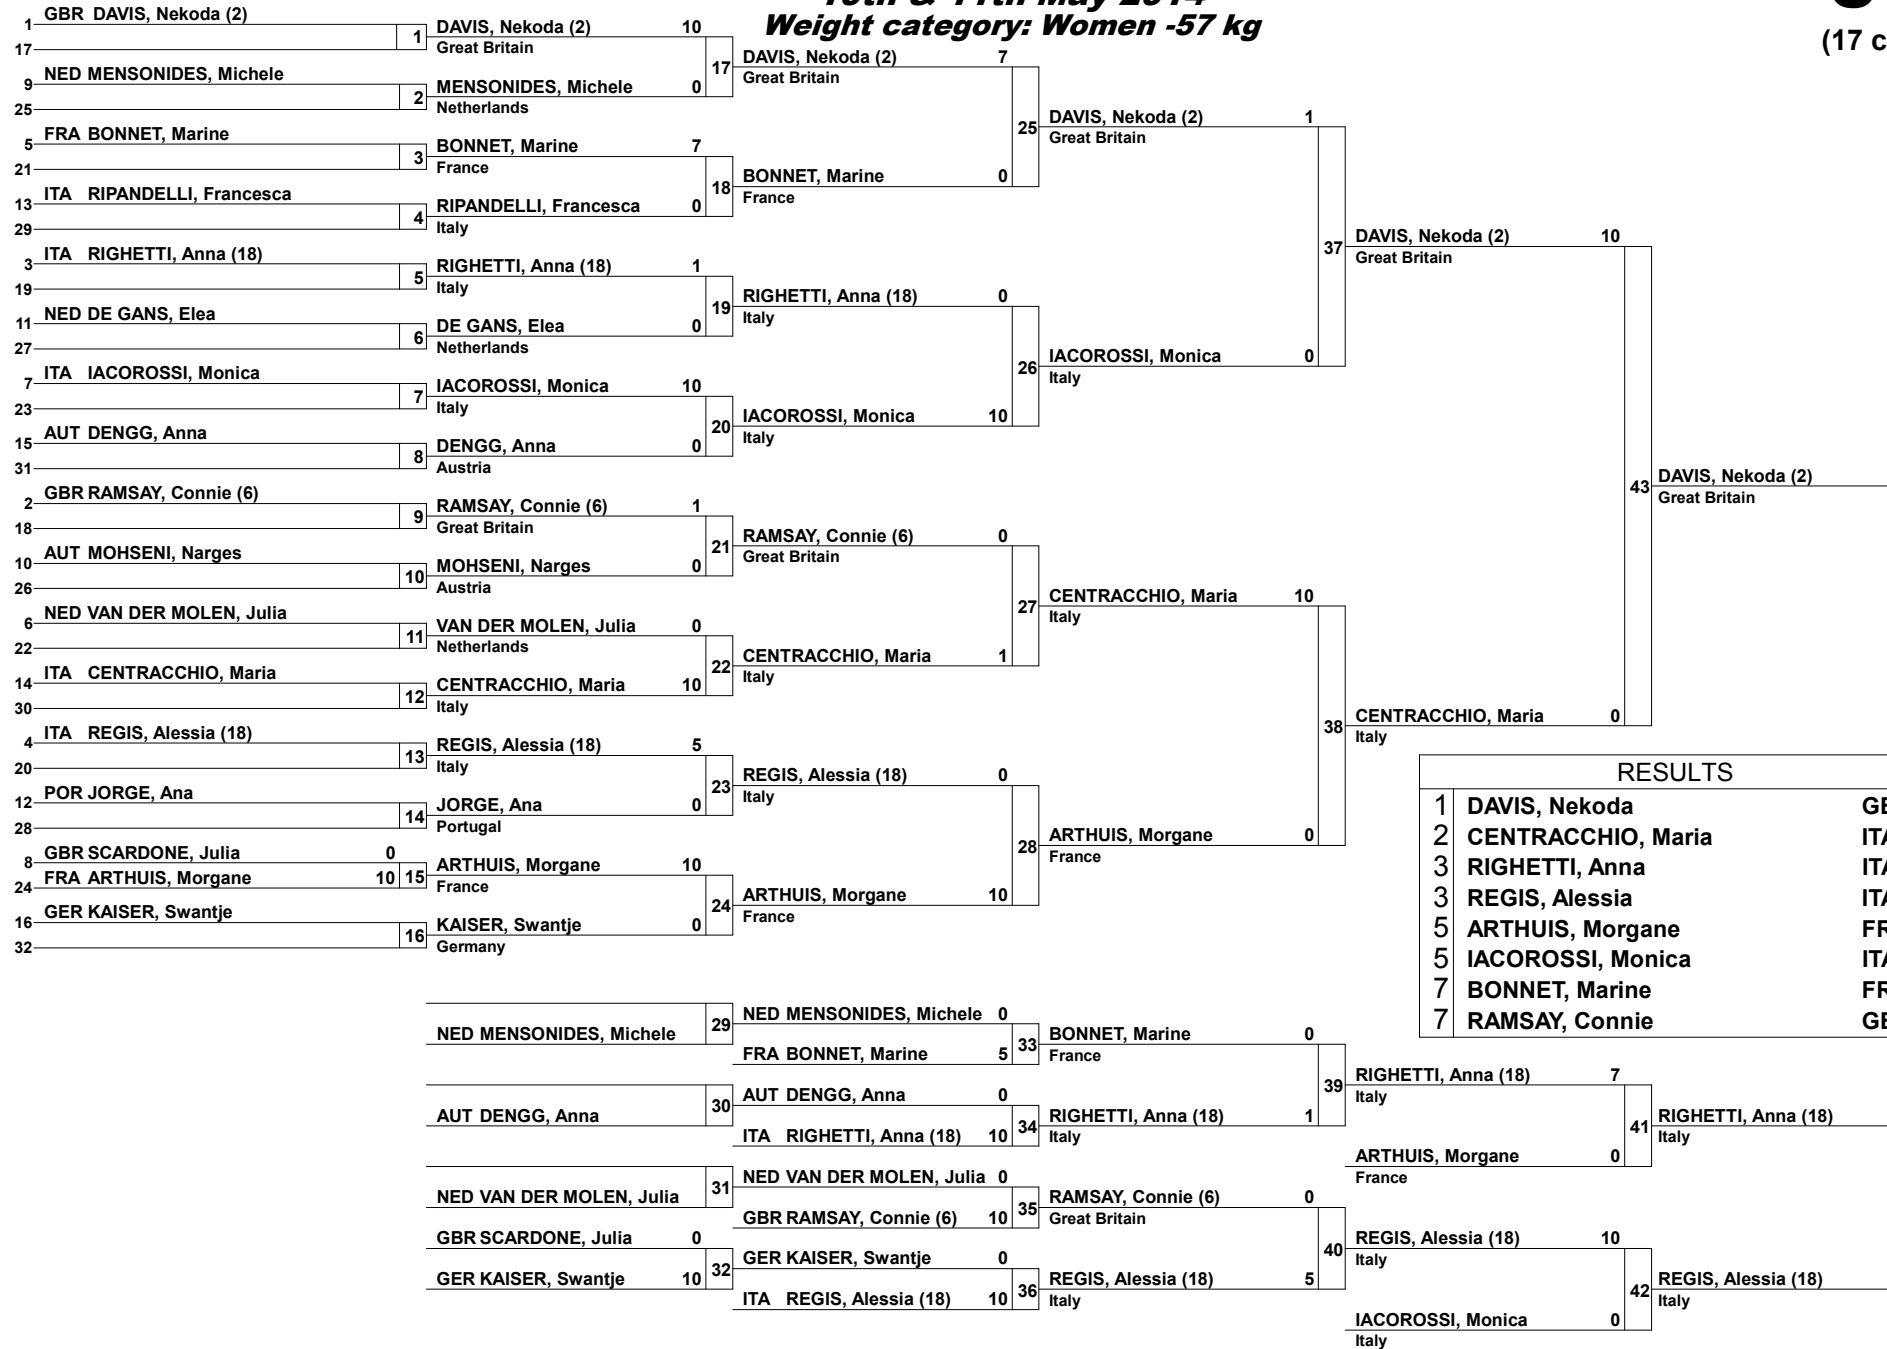 10th & 11th May 2014
Weight category: Women -57 kg
(17 c
1 GBR DAVIS, Nekoda (2)
17
1
9 NED MENSONIDES, Michele
25
2
5 FRA BONNET, Marine
21
3
13 ITA RIPANDELLI, Francesca
29
4
3 ITA RIGHETTI, Anna (18)
19
5
11 NED DE GANS, Elea
27
6
7 ITA IACOROSSI, Monica
23
7
15 AUT DENGG, Anna
31
8
2 GBR RAMSAY, Connie (6)
18
9
10 AUT MOHSENI, Narges
26
10
6 NED VAN DER MOLEN, Julia
22
11
14 ITA CENTRACCHIO, Maria
30
12
4 ITA REGIS, Alessia (18)
20
13
12 POR JORGE, Ana
28
14
8 GBR SCARDONE, Julia 0
24 FRA ARTHUIS, Morgane 10
15
16 GER KAISER, Swantje
32
16
DAVIS, Nekoda (2) 10
Great Britain
17
MENSONIDES, Michele 0
Netherlands
BONNET, Marine 7
France
18
RIPANDELLI, Francesca 0
Italy
RIGHETTI, Anna (18) 1
Italy
19
DE GANS, Elea 0
Netherlands
IACOROSSI, Monica 10
Italy
20
DENGG, Anna 0
Austria
RAMSAY, Connie (6) 1
Great Britain
21
MOHSENI, Narges 0
Austria
VAN DER MOLEN, Julia 0
Netherlands
22
CENTRACCHIO, Maria 10
Italy
REGIS, Alessia (18) 5
Italy
23
JORGE, Ana 0
Portugal
ARTHUIS, Morgane 10
France
24
KAISER, Swantje 0
Germany
DAVIS, Nekoda (2) 7
Great Britain
25
BONNET, Marine 0
France
RIGHETTI, Anna (18) 0
Italy
26
IACOROSSI, Monica 10
Italy
RAMSAY, Connie (6) 0
Great Britain
27
CENTRACCHIO, Maria 1
Italy
REGIS, Alessia (18) 0
Italy
28
ARTHUIS, Morgane 10
France
DAVIS, Nekoda (2) 1
Great Britain
37
IACOROSSI, Monica 0
Italy
CENTRACCHIO, Maria 10
Italy
38
ARTHUIS, Morgane 0
France
DAVIS, Nekoda (2) 10
Great Britain
43
CENTRACCHIO, Maria 0
Italy
DAVIS, Nekoda (2)
Great Britain
RESULTS
1 DAVIS, Nekoda
2 CENTRACCHIO, Maria
3 RIGHETTI, Anna
3 REGIS, Alessia
5 ARTHUIS, Morgane
5 IACOROSSI, Monica
7 BONNET, Marine
7 RAMSAY, Connie
NED MENSONIDES, Michele
29
AUT DENGG, Anna
30
NED VAN DER MOLEN, Julia
31
GBR SCARDONE, Julia 0
GER KAISER, Swantje 10
32
NED MENSONIDES, Michele 0
FRA BONNET, Marine 5
33
AUT DENGG, Anna 0
ITA RIGHETTI, Anna (18) 10
34
NED VAN DER MOLEN, Julia 0
GBR RAMSAY, Connie (6) 10
35
GER KAISER, Swantje 0
ITA REGIS, Alessia (18) 10
36
BONNET, Marine 0
France
39
RIGHETTI, Anna (18) 1
Italy
RAMSAY, Connie (6) 0
Great Britain
40
REGIS, Alessia (18) 5
Italy
RIGHETTI, Anna (18) 7
Italy
41
ARTHUIS, Morgane 0
France
REGIS, Alessia (18) 10
Italy
42
IACOROSSI, Monica 0
Italy
RIGHETTI, Anna (18)
Italy
REGIS, Alessia (18)
Italy